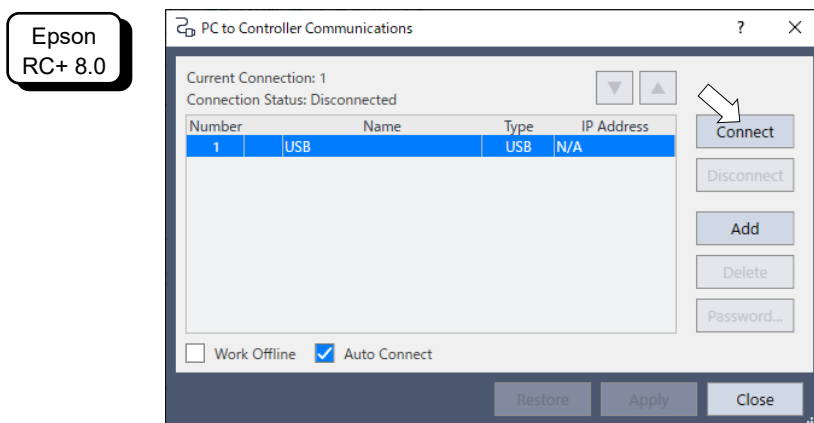 Epson
RC+ 8.0
PC to Controller Communications
?
Current Connection: 1
Connection Status: Disconnected
Number Name Type IP Address
1 USB USB N/A
Connect
Disconnect
Add
Delete
Password...
Work Offline Auto Connect
Restore Apply Close